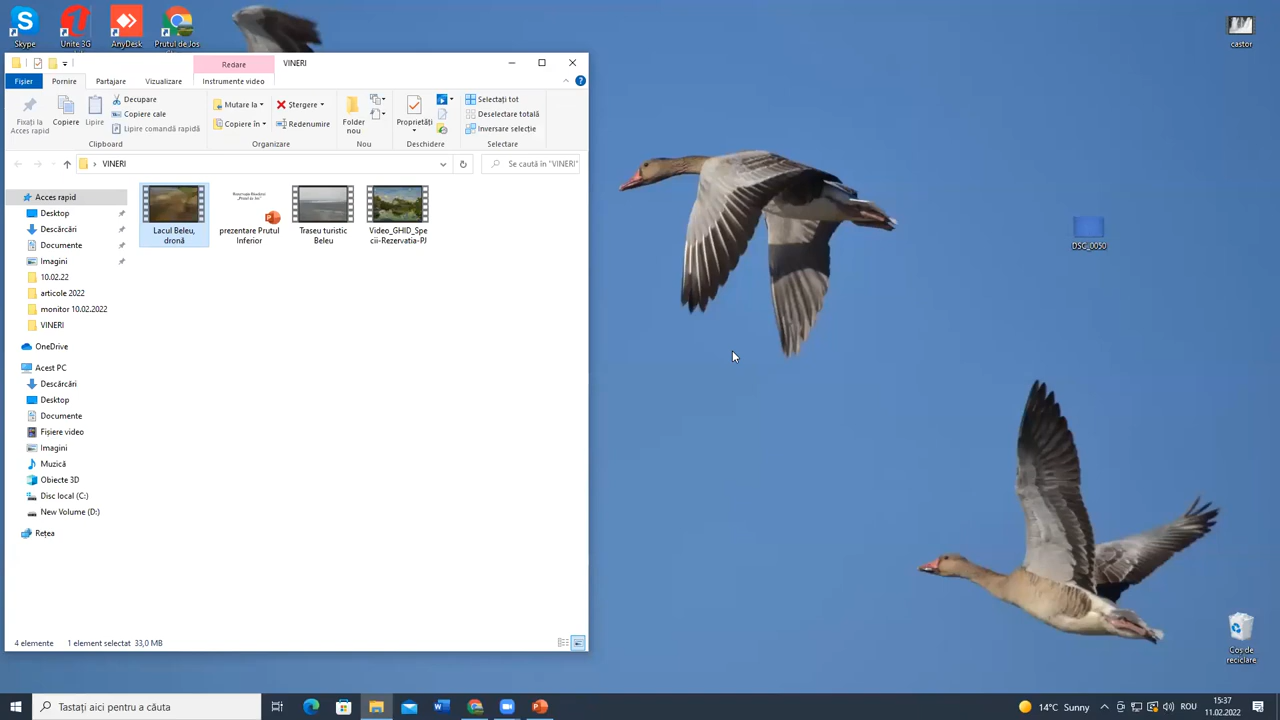 Skype
Unite 3G
AnyDesk
Prutul de Jos
castor
Redare
VINERI
Fișier
Pornire
Partajare
Vizualizare
Instrumente video
Fixați la
Acces rapid
Copiere
Lipire
Decupare
Copiere cale
Lipire comandă rapidă
Clipboard
Mutare la
Copiere în
Ștergere
Redenumire
Organizare
Folder
nou
Nou
Proprietăți
Deschidere
Selectați tot
Deselectare totală
Inversare selecție
Selectare
VINERI
Se caută în "VINERI"
Acces rapid
Desktop
Descărcări
Documente
Imagini
10.02.22
articole 2022
monitor 10.02.2022
VINERI
OneDrive
Acest PC
Descărcări
Desktop
Documente
Fișiere video
Imagini
Muzică
Obiecte 3D
Disc local (C:)
New Volume (D:)
Rețea
Lacul Beleu,
dronă
prezentare Prutul
Inferior
Traseu turistic
Beleu
Video_GHID_Spe
cii-Rezervatia-PJ
4 elemente
1 element selectat 33,0 MB
DSC_0050
Coș de
reciclare
Tastați aici pentru a căuta
14°C Sunny
ROU
15:37
11.02.2022